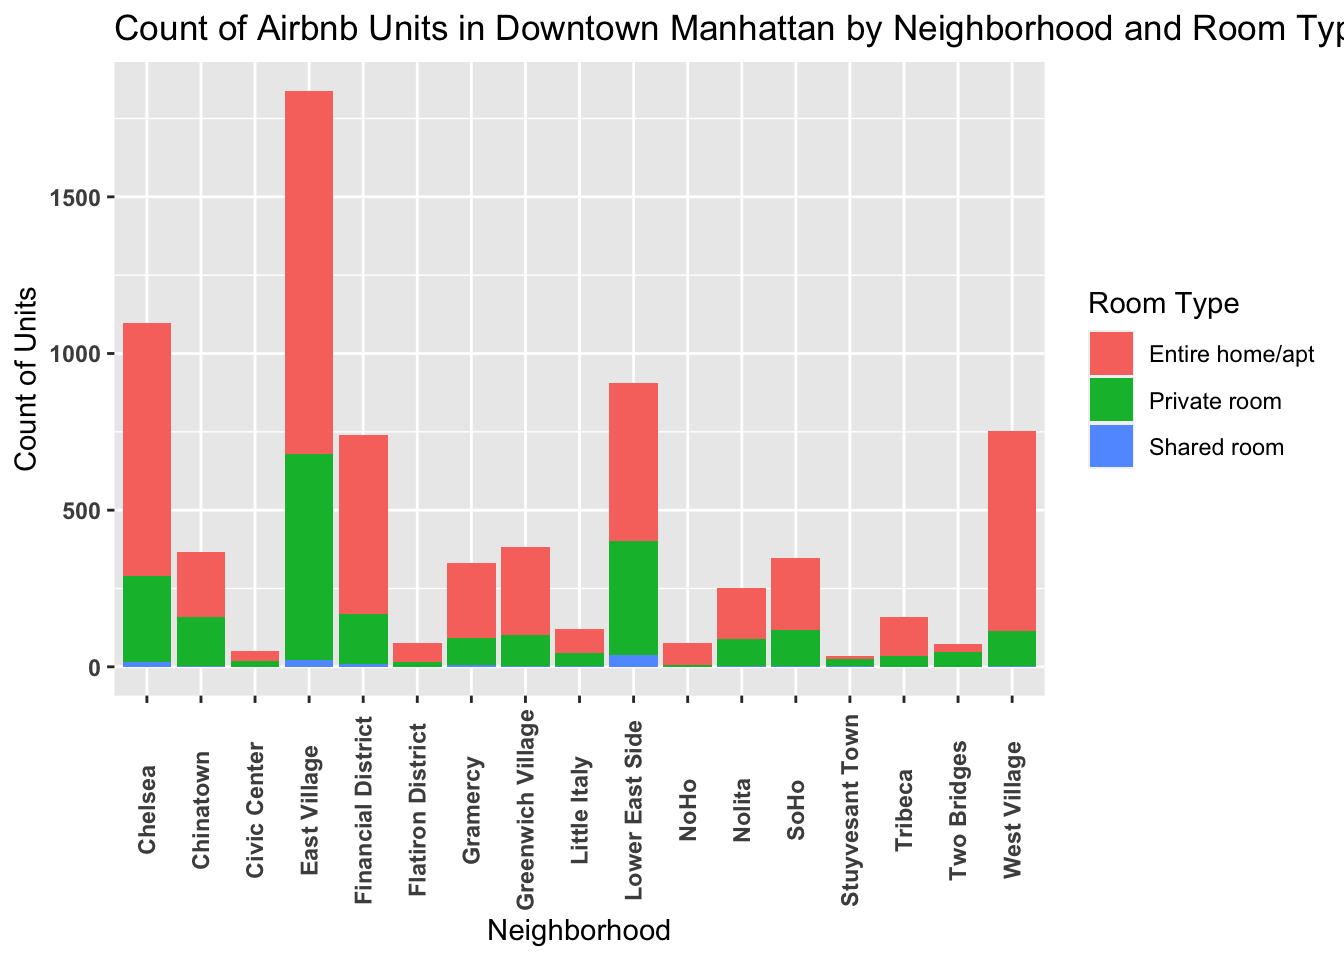 Count of Airbnb Units in Downtown Manhattan by Neighborhood and Room Typ
1500
1000
500
0
Count of Units
Room Type
Entire home/apt
Private room
Shared room
Chelsea
Chinatown
Civic Center
East Village
Financial District
Flatiron District
Gramercy
Greenwich Village
Little Italy
Lower East Side
NoHo
Nolita
SoHo
Stuyvesant Town
Tribeca
Two Bridges
West Village
Neighborhood